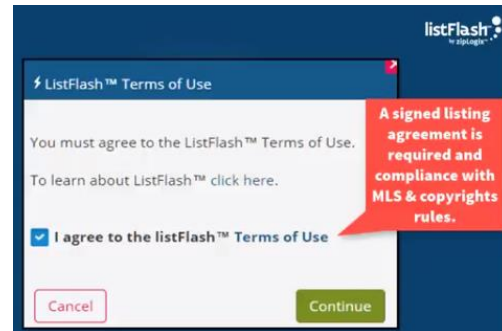 listFlash™
by zipLogix™
ListFlash™ Terms of Use
You must agree to the ListFlash™ Terms of Use.
To learn about ListFlash™ click here.
I agree to the listFlash™ Terms of Use
A signed listing
agreement is
required and
compliance with
MLS & copyrights
rules.
Cancel
Continue